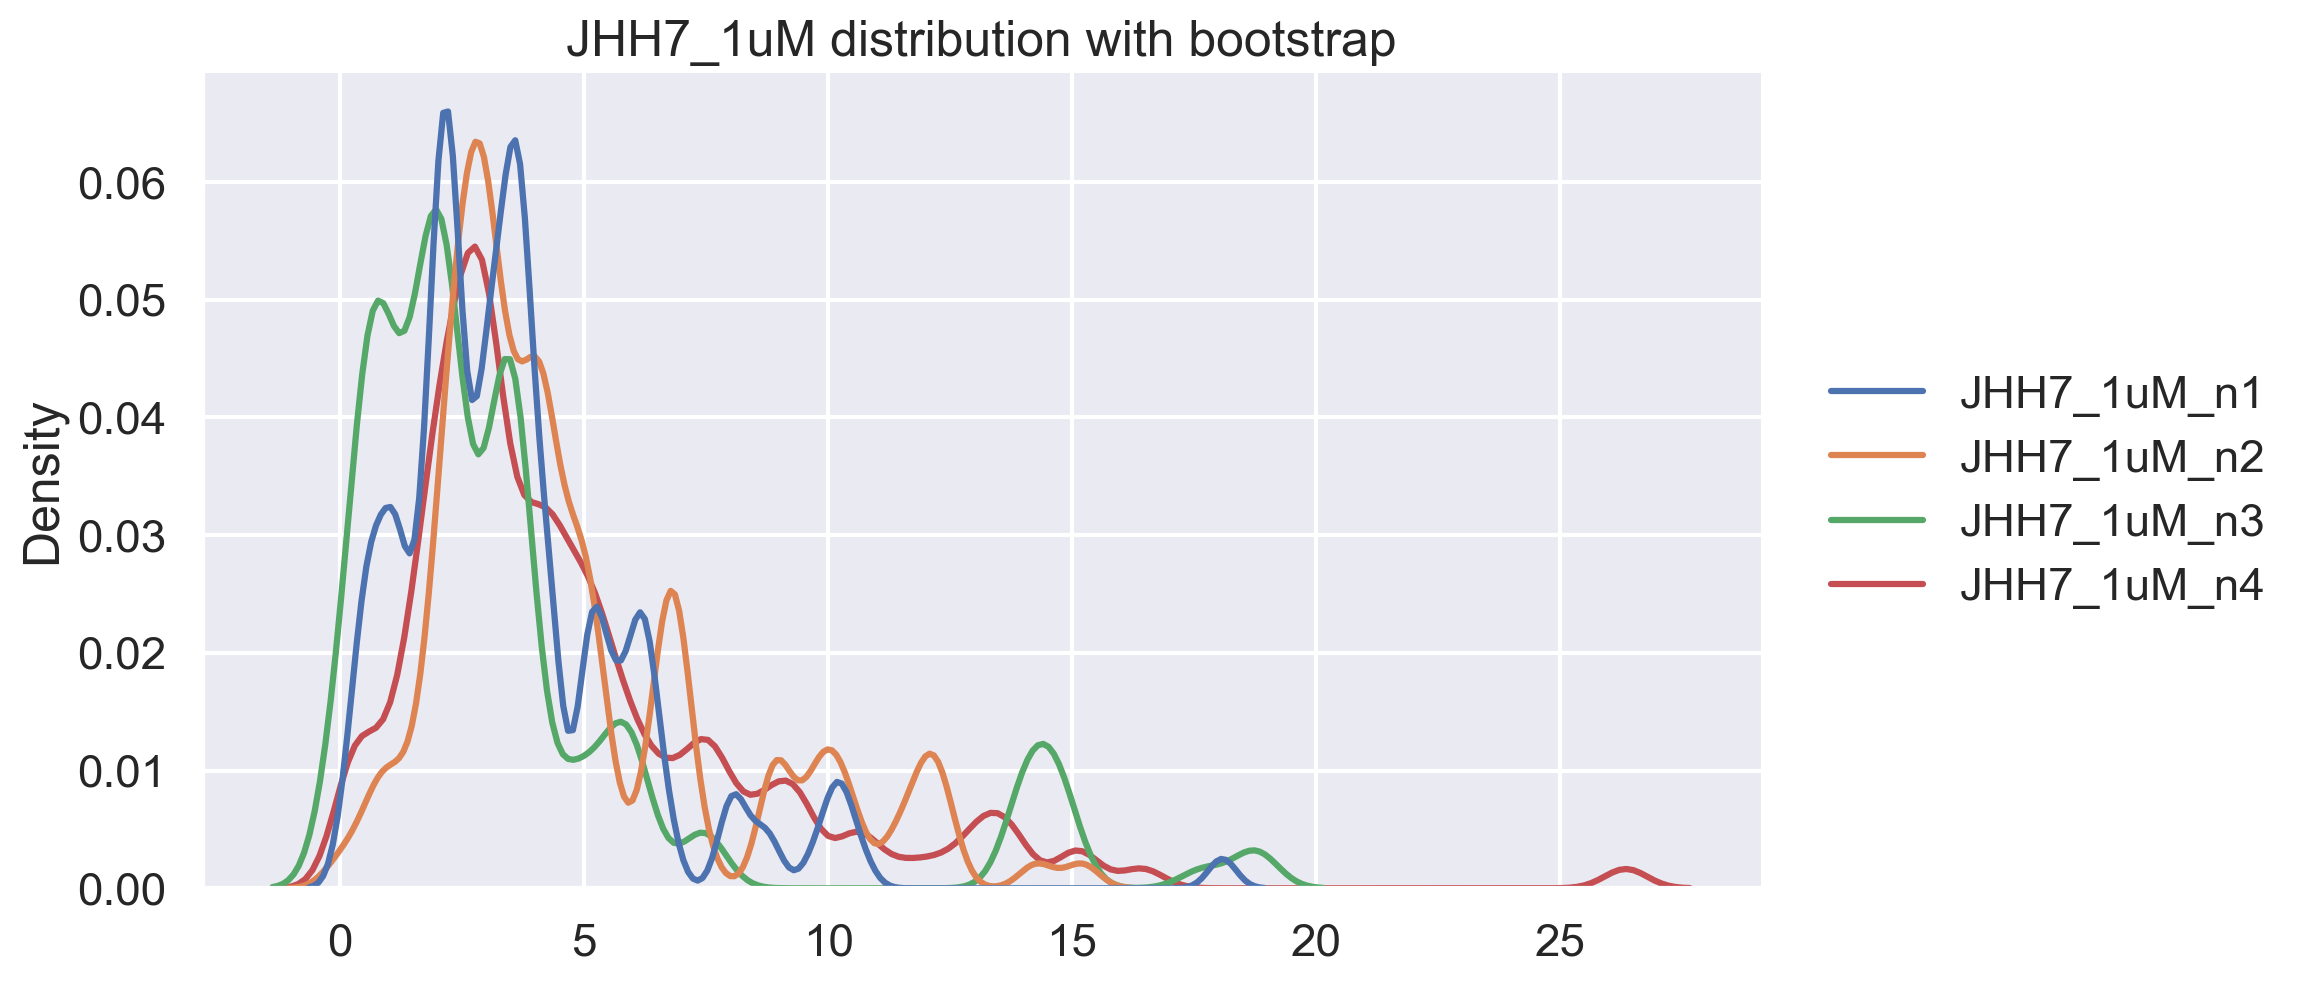 JHH7_1uM distribution with bootstrap
Density
0.06
0.05
0.04
0.03
0.02
0.01
0.00
0 5 10 15 20 25
JHH7_1uM_n1
JHH7_1uM_n2
JHH7_1uM_n3
JHH7_1uM_n4